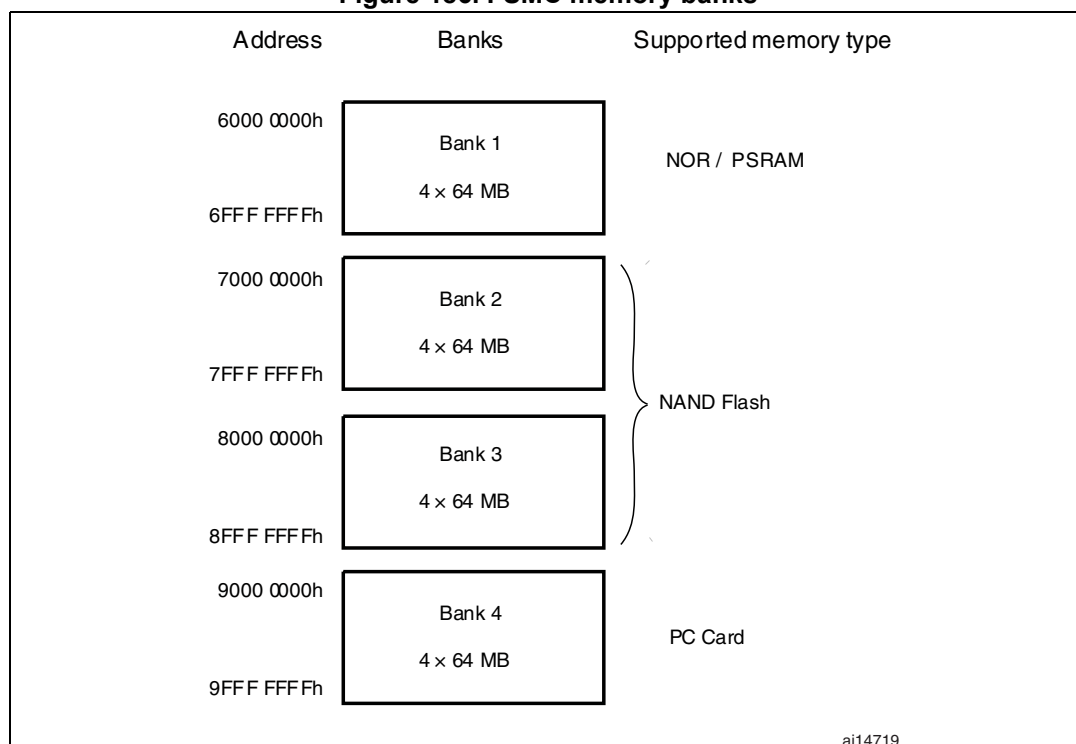 Address Banks Supported memory type
6000 0000h
Bank 1
NOR / PSRAM
4 × 64 MB
6FFF FFFFh
7000 0000h
Bank 2
4 × 64 MB
7FFF FFFFh
NAND Flash
8000 0000h
Bank 3
4 × 64 MB
8FFF FFFFh
9000 0000h
Bank 4
PC Card
4 × 64 MB
9FFF FFFFh
ai14719